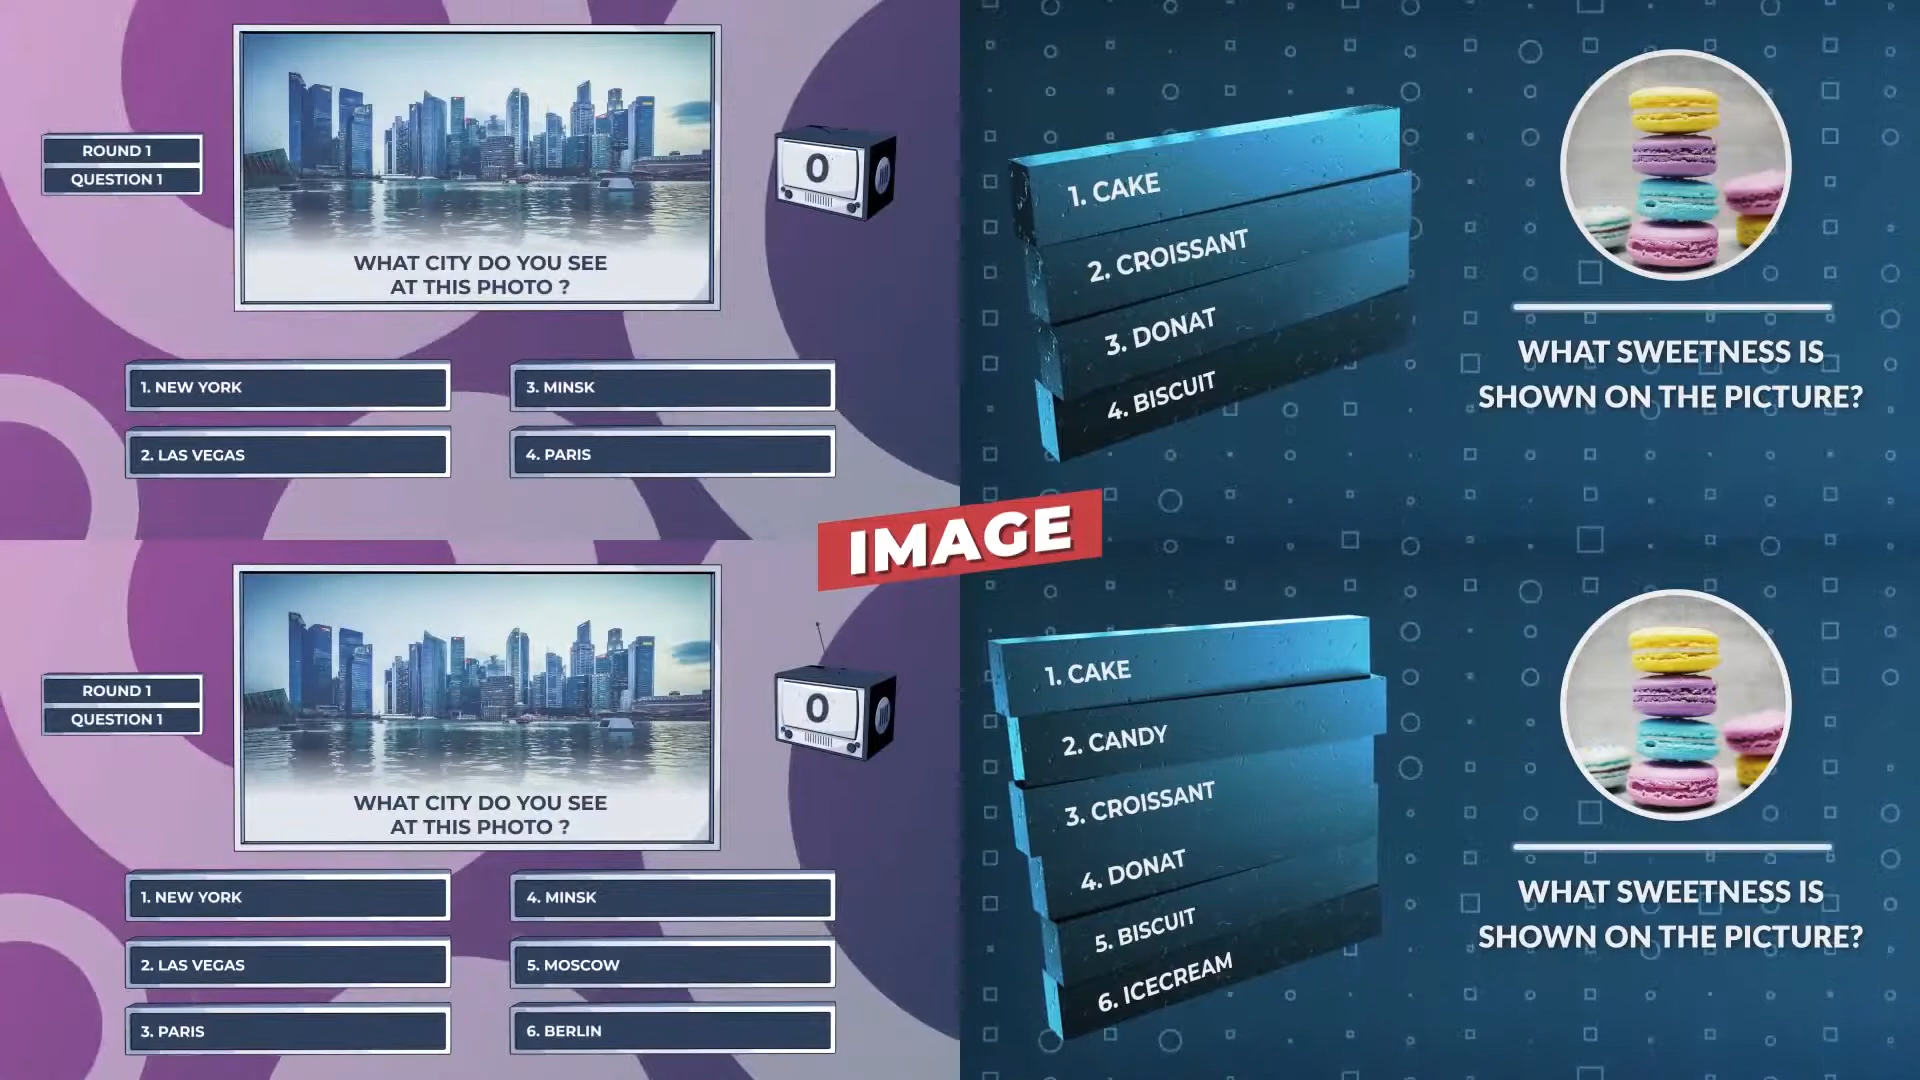 ROUND 1
QUESTION 1
0
WHAT CITY DO YOU SEE
AT THIS PHOTO ?
1. NEW YORK
3. MINSK
2. LAS VEGAS
4. PARIS
1. CAKE
2. CROISSANT
3. DONAT
4. BISCUIT
WHAT SWEETNESS IS
SHOWN ON THE PICTURE?
IMAGE
ROUND 1
QUESTION 1
0
WHAT CITY DO YOU SEE
AT THIS PHOTO ?
1. NEW YORK
4. MINSK
2. LAS VEGAS
5. MOSCOW
3. PARIS
6. BERLIN
1. CAKE
2. CANDY
3. CROISSANT
4. DONAT
5. BISCUIT
6. ICECREAM
WHAT SWEETNESS IS
SHOWN ON THE PICTURE?